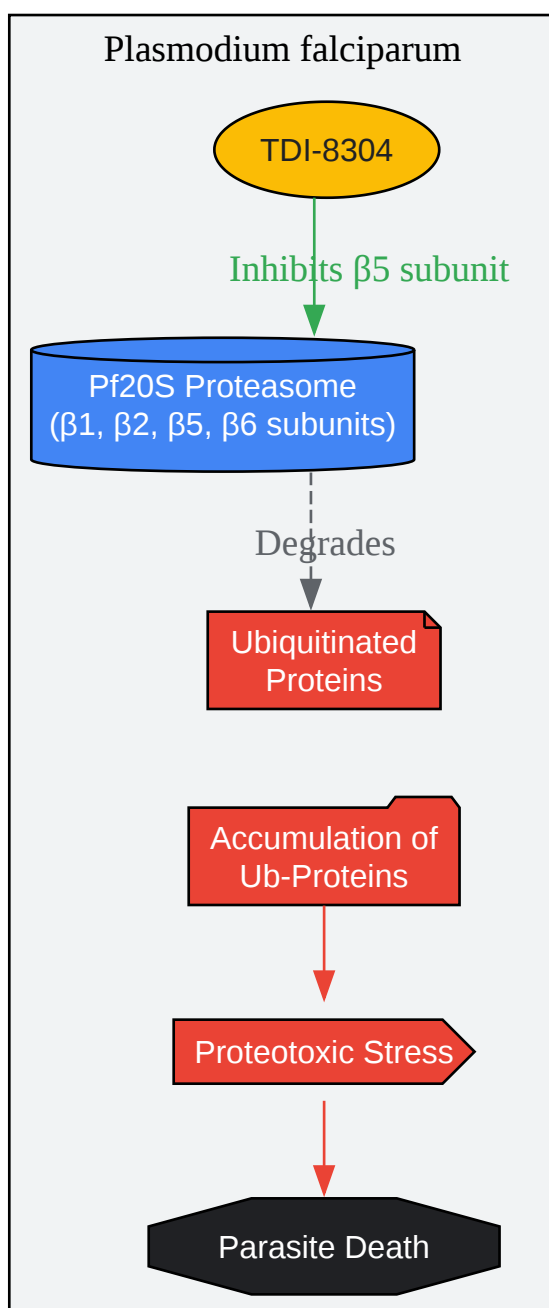 Plasmodium falciparum
TDI-8304
Inhibits β5 subunit
Pf20S Proteasome
(β1, β2, β5, β6 subunits)
Degrades
Ubiquitinated
Proteins
Accumulation of
Ub-Proteins
Proteotoxic Stress
Parasite Death